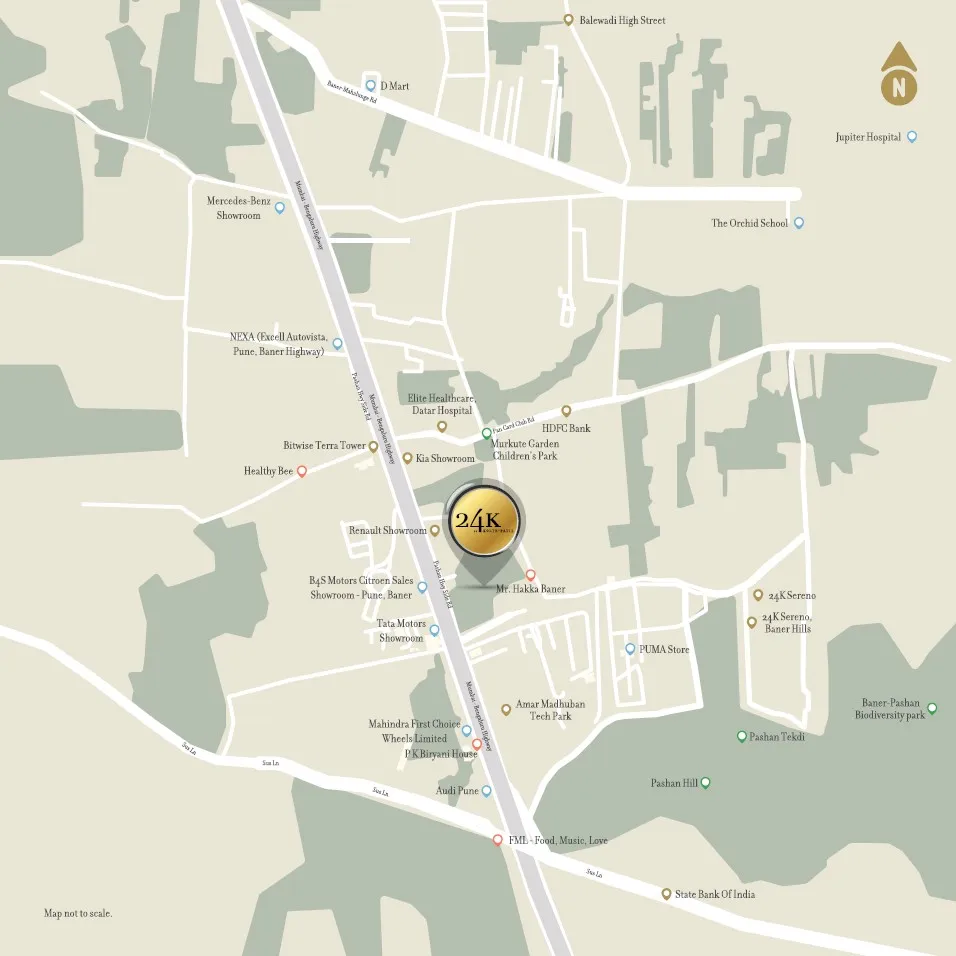 Balewadi High Street
D Mart
Baner Mahalunge Rd
N
Jupiter Hospital
Mercedes-Benz
Showroom
Mumbai - Bengaluru Highway
The Orchid School
NEXA (Excell Autovista,
Pune, Baner Highway)
Pashan Hwy Side Rd
Mumbai - Bengaluru Highway
Elite Healthcare,
Datar Hospital
HDFC Bank
Pan Card Club Rd
Murkute Garden
Children's Park
Bitwise Terra Tower
Kia Showroom
Healthy Bee
24K
Renault Showroom
Pashan Hwy Side Rd
B4S Motors Citroen Sales
Showroom - Pune, Baner
Mr. Hakka Baner
24K Sereno
24K Sereno,
Baner Hills
Tata Motors
Showroom
PUMA Store
Mumbai - Bengaluru Highway
Amar Madhuban
Tech Park
Baner-Pashan
Biodiversity park
Mahindra First Choice
Wheels Limited
P K Biryani House
Pashan Tekdi
Sus Ln
Sus Ln
Pashan Hill
Sus Ln
Audi Pune
FML - Food, Music, Love
Sus Ln
State Bank Of India
Map not to scale.